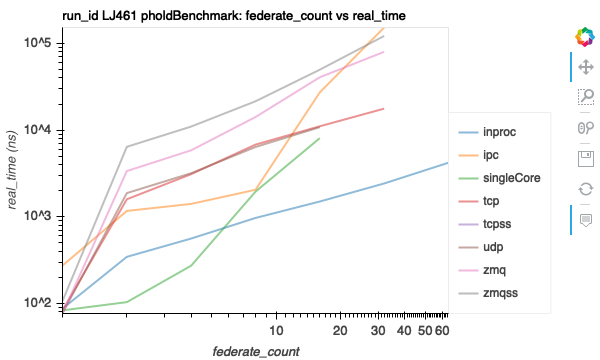 run_id LJ461 pholdBenchmark: federate_count vs real_time
real_time (ns)
10^5
10^4
10^3
10^2
10
20
30
40
50
60
federate_count
inproc
ipc
singleCore
tcp
tcpss
udp
zmq
zmqss